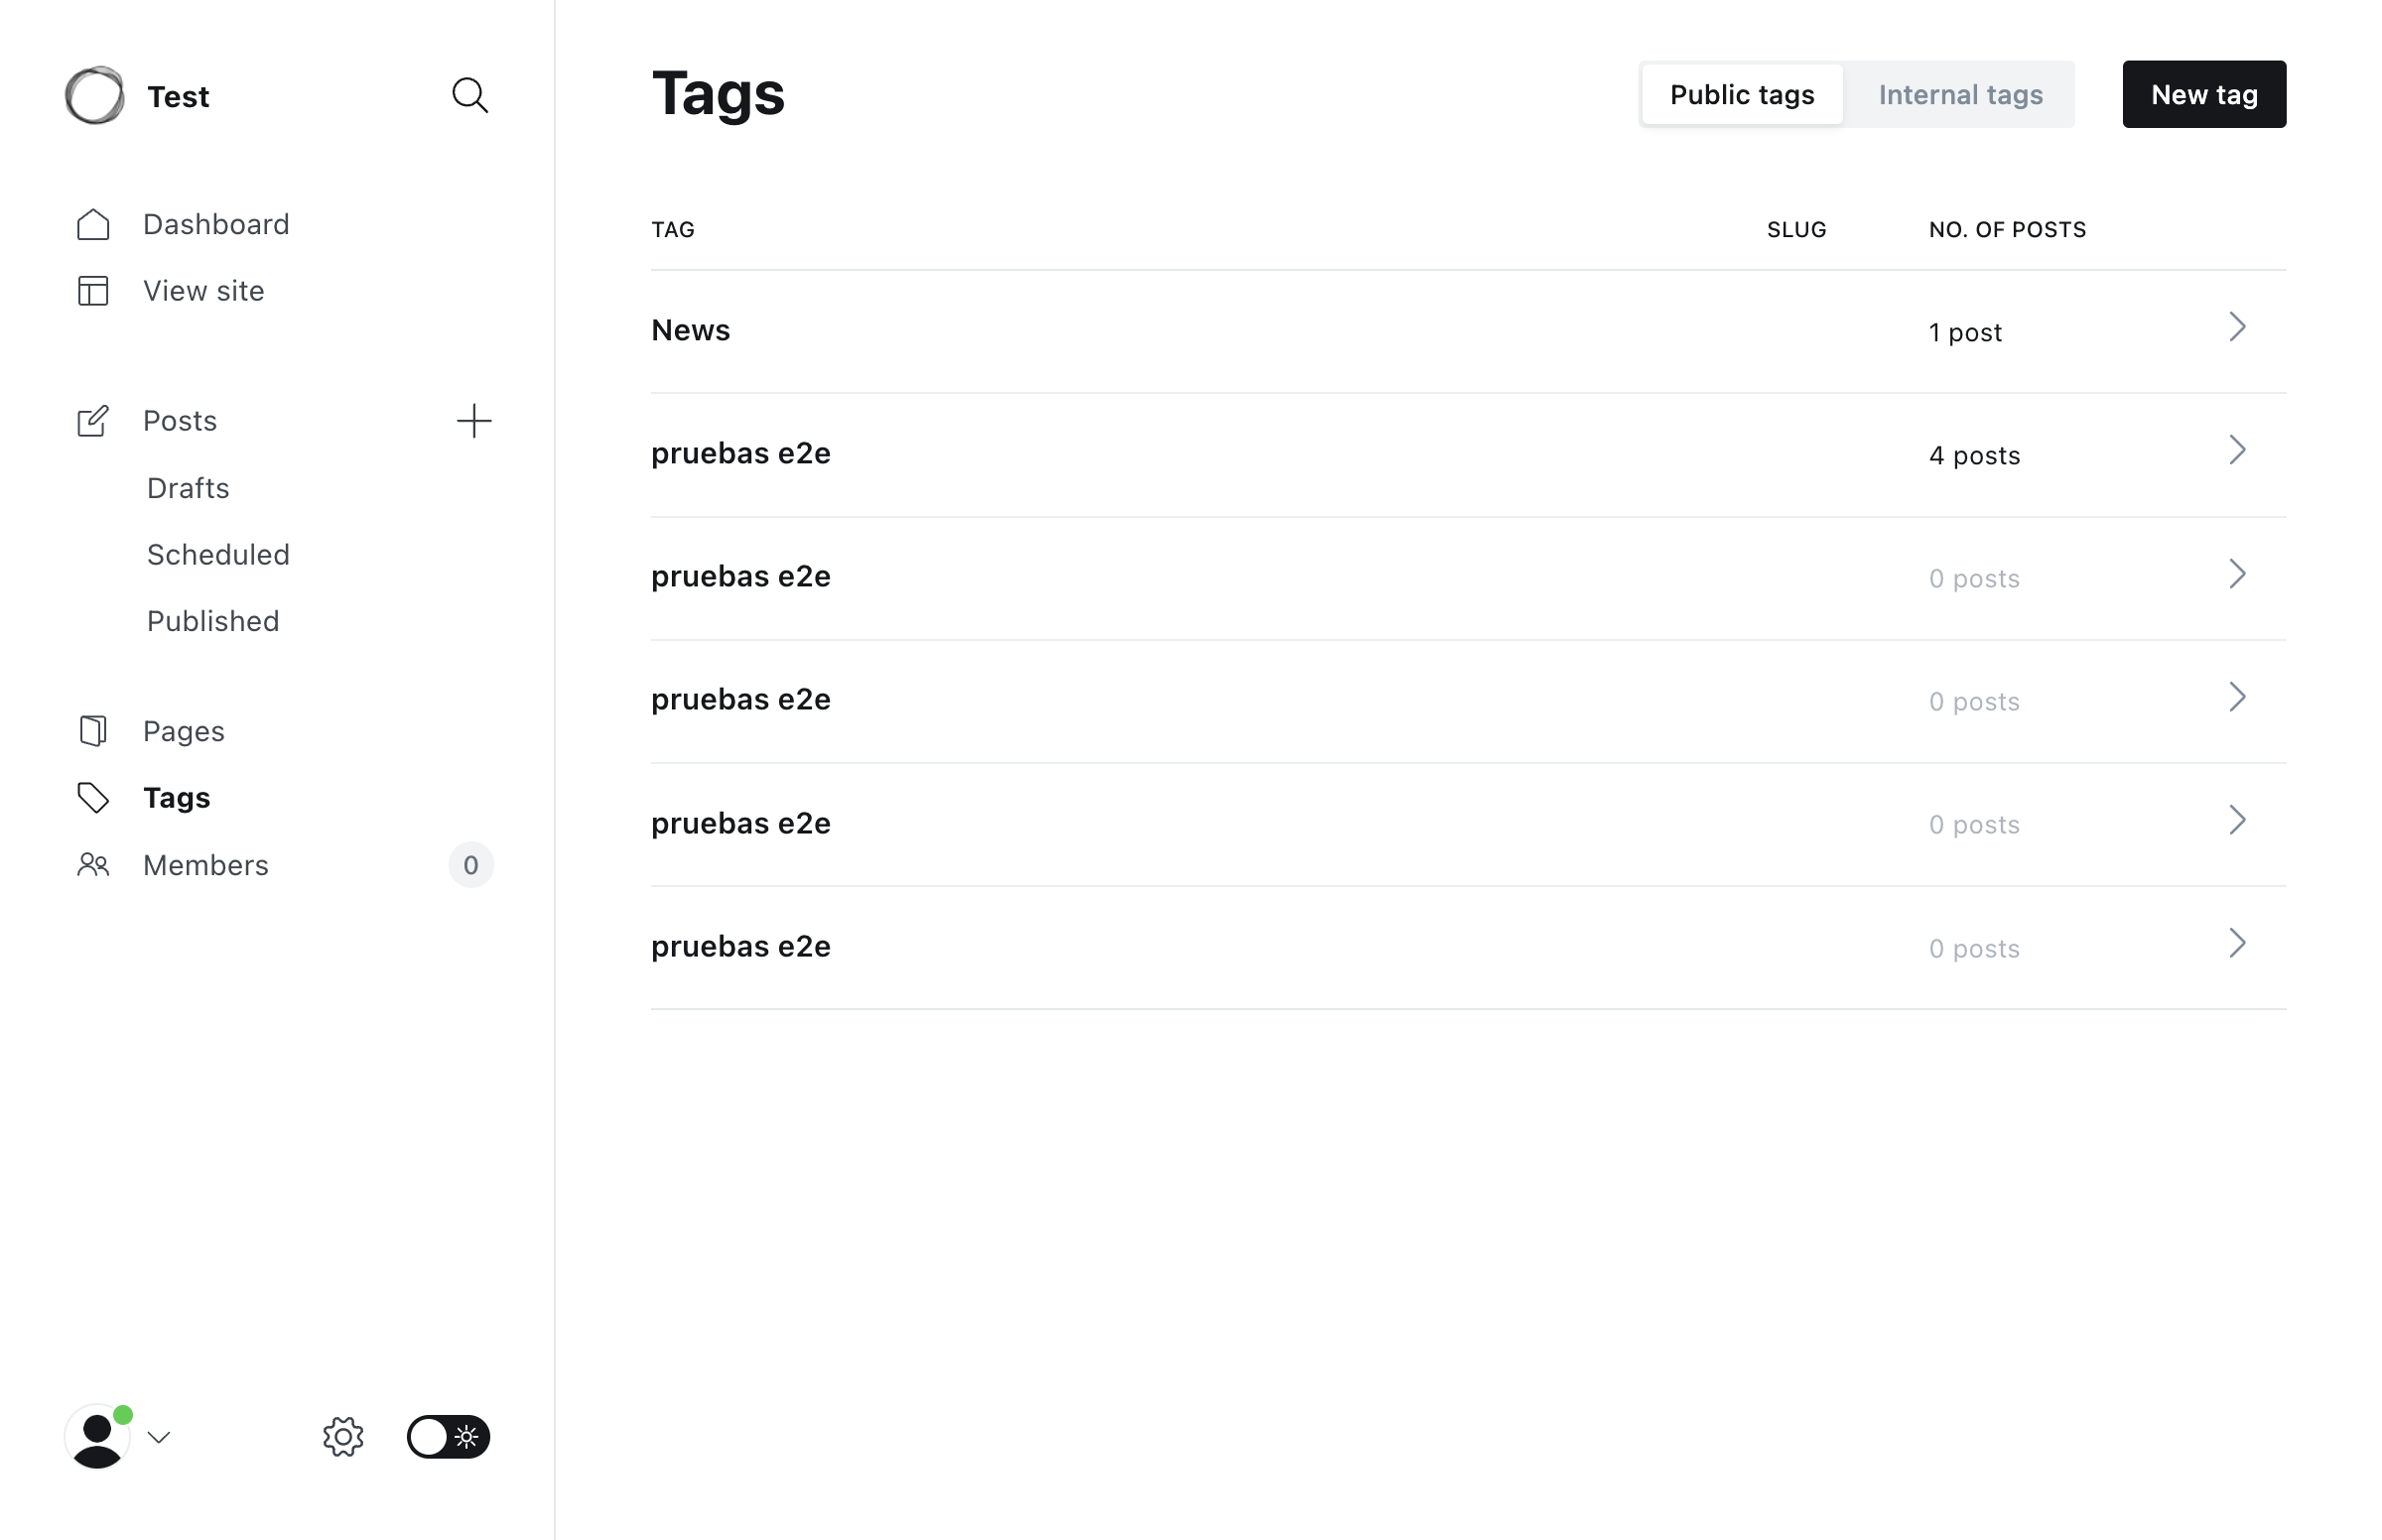 Test
Dashboard
View site
Posts
Drafts
Scheduled
Published
Pages
Tags
Members 0
Tags
Public tags Internal tags New tag
TAG SLUG NO. OF POSTS
News 1 post
pruebas e2e 4 posts
pruebas e2e 0 posts
pruebas e2e 0 posts
pruebas e2e 0 posts
pruebas e2e 0 posts